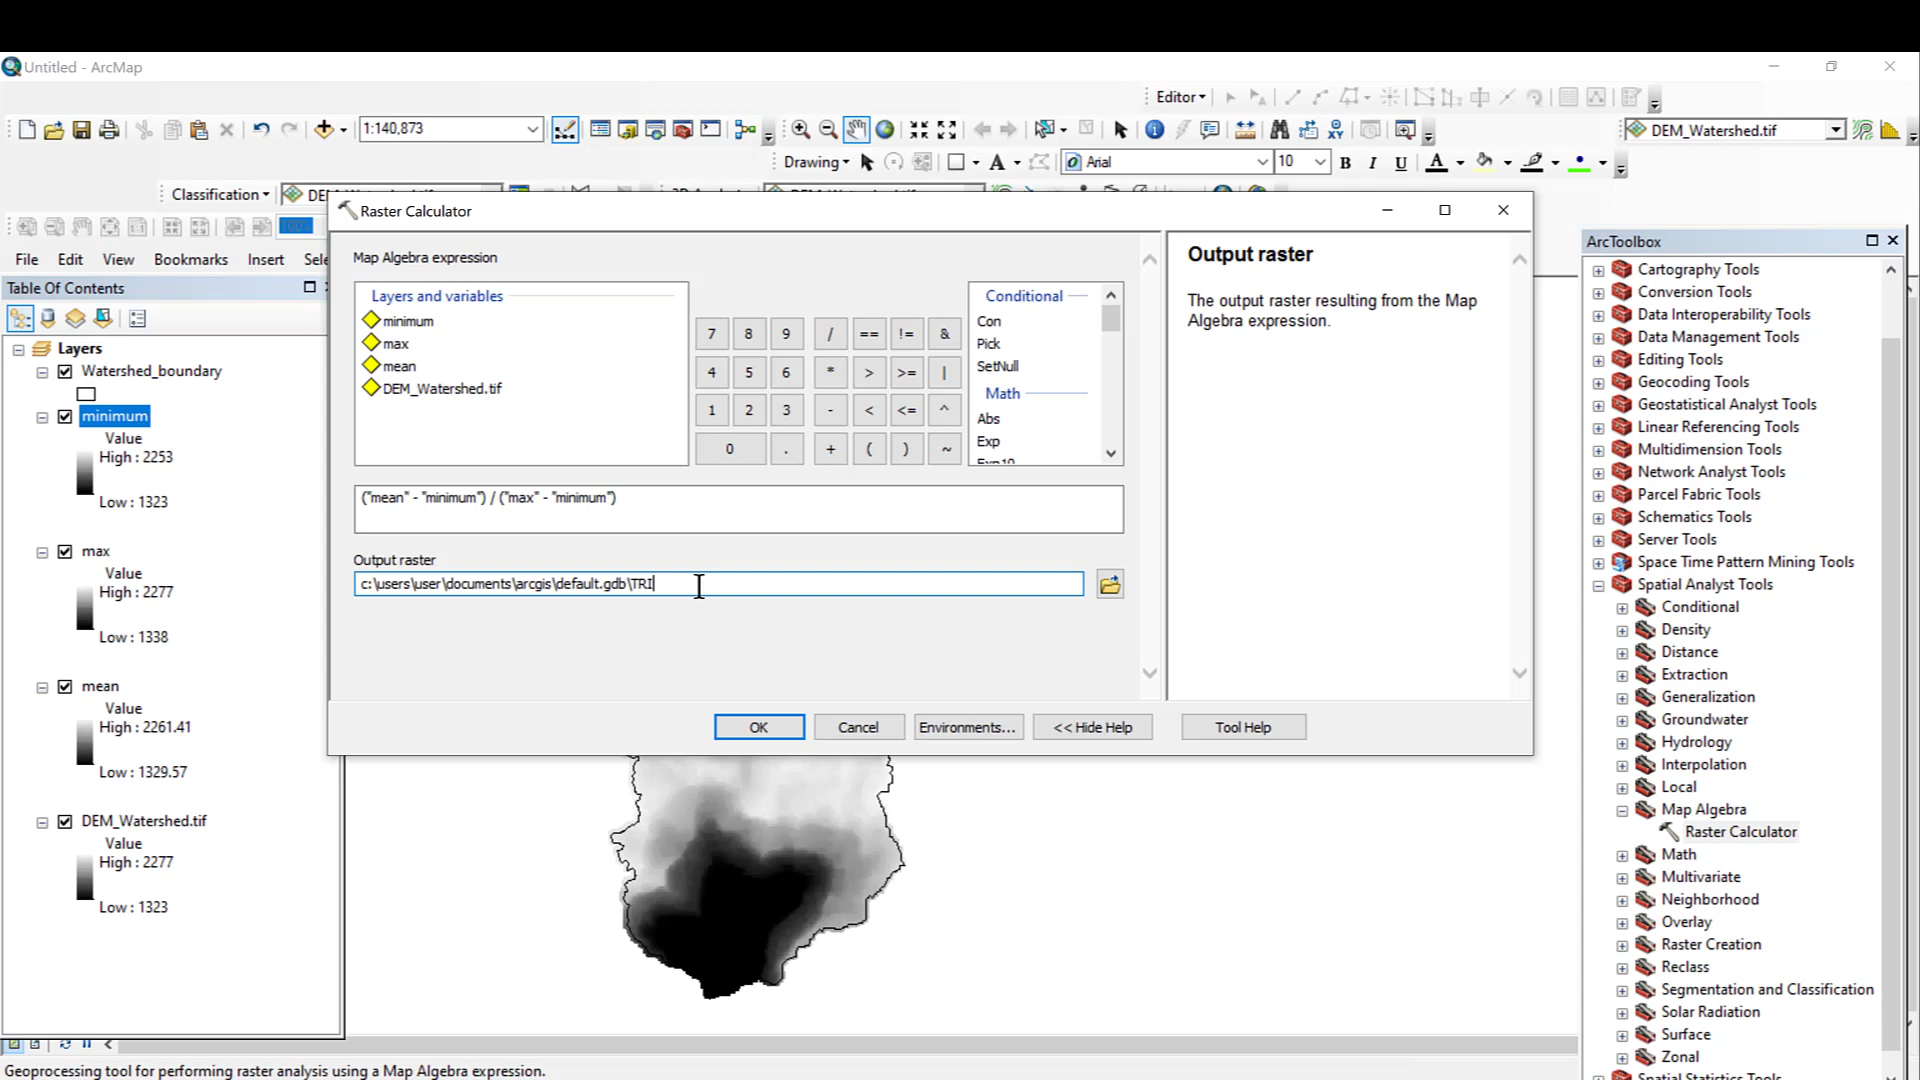 Untitled - ArcMap
Editor
1:140,873
DEM_Watershed.tif
Drawing
Arial
10
B I U A
Classification
Raster Calculator
File Edit View Bookmarks Insert
Map Algebra expression
Table Of Contents
Layers
Watershed_boundary
minimum
Value
High : 2253
Low : 1323
max
Value
High : 2277
Low : 1338
mean
Value
High : 2261.41
Low : 1329.57
DEM_Watershed.tif
Value
High : 2277
Low : 1323
Layers and variables
minimum
max
mean
DEM_Watershed.tif
7 8 9 / == != &
4 5 6 * > >= |
1 2 3 - < <= ^
0 . + ( ) ~
Conditional
Con
Pick
SetNull
Math
Abs
Exp
Exp10
("mean" - "minimum") / ("max" - "minimum")
Output raster
c:\users\user\documents\arcgis\default.gdb\TRI
OK Cancel Environments... << Hide Help Tool Help
Output raster
The output raster resulting from the Map
Algebra expression.
ArcToolbox
Cartography Tools
Conversion Tools
Data Interoperability Tools
Data Management Tools
Editing Tools
Geocoding Tools
Geostatistical Analyst Tools
Linear Referencing Tools
Multidimension Tools
Network Analyst Tools
Parcel Fabric Tools
Schematics Tools
Server Tools
Space Time Pattern Mining Tools
Spatial Analyst Tools
Conditional
Density
Distance
Extraction
Generalization
Groundwater
Hydrology
Interpolation
Local
Map Algebra
Raster Calculator
Math
Multivariate
Neighborhood
Overlay
Raster Creation
Reclass
Segmentation and Classification
Solar Radiation
Surface
Zonal
Spatial Statistics Tools
Geoprocessing tool for performing raster analysis using a Map Algebra expression.